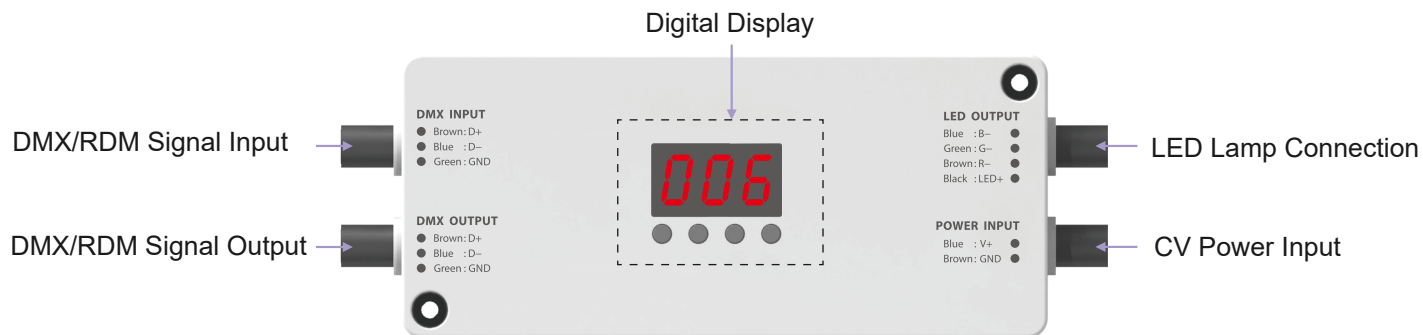 Digital Display
DMX/RDM Signal Input
DMX/RDM Signal Output
DMX INPUT
Brown: D+
Blue : D−
Green: GND
DMX OUTPUT
Brown: D+
Blue : D−
Green: GND
006
LED OUTPUT
Blue : B−
Green: G−
Brown: R−
Black : LED+
POWER INPUT
Blue : V+
Brown: GND
LED Lamp Connection
CV Power Input